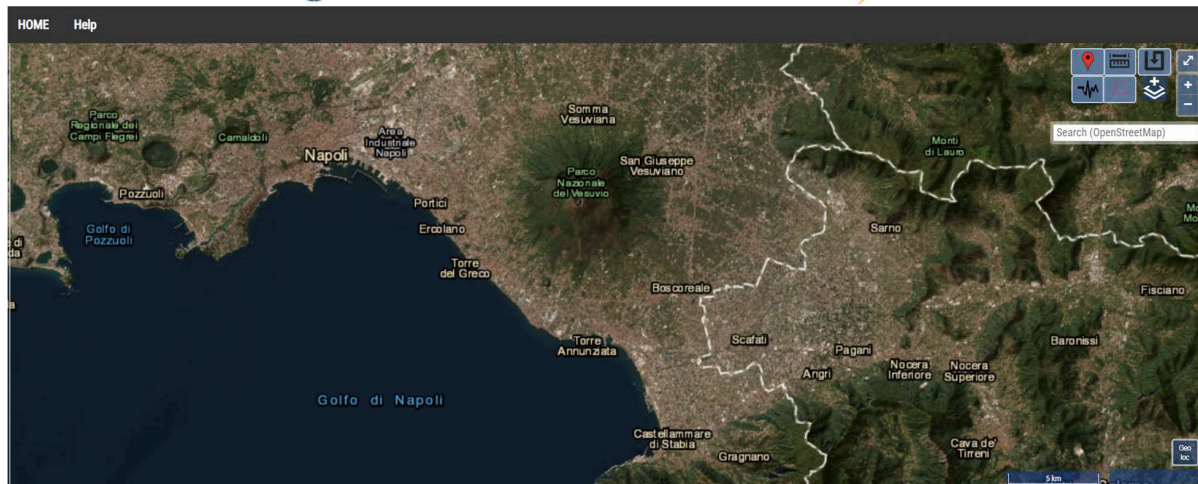 HOME Help
Somma
Vesuviana
Parco
Regionale dei
Campi Flegrei
Camaldoli
Area
Industriale
Napoli
Napoli
Search (OpenStreetMap)
Monti
di Lauro
San Giuseppe
Vesuviano
Parco
Nazionale
del Vesuvio
Pozzuoli
Portici
Golfo di
Pozzuoli
Ercolano
Sarno
Torre
del Greco
Boscoreale
Fisciano
Torre
Annunziata
Scafati
Pagani
Baronissi
Angri
Nocera
Inferiore
Nocera
Superiore
Golfo di Napoli
Castellammare
di Stabia
Gragnano
Cava de'
Tirreni
Geo
loc
5 km